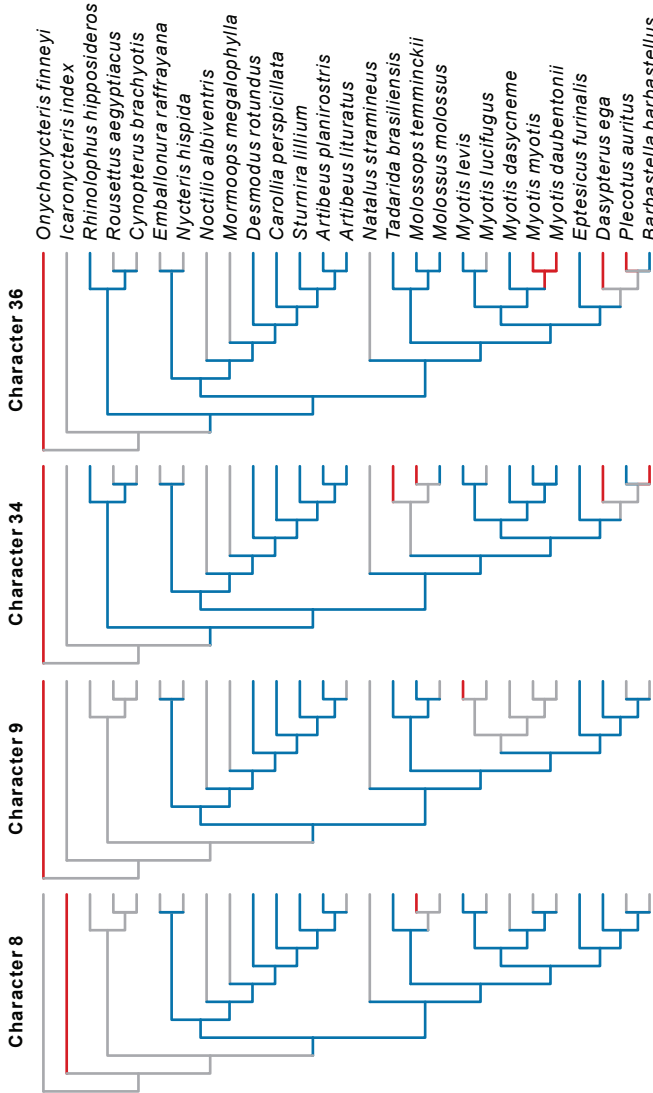 Onychonycteris finneyi
Icaronycteris index
Rhinolophus hipposideros
Rousettus aegyptiacus
Cynopterus brachyotis
Emballonura raffrayana
Nycteris hispida
Noctilio albiventris
Mormoops megalophylla
Desmodus rotundus
Carollia perspicillata
Sturnira lillium
Artibeus planirostris
Artibeus lituratus
Natalus stramineus
Tadarida brasiliensis
Molossops temminckii
Molossus molossus
Myotis levis
Myotis lucifugus
Myotis dasycneme
Myotis myotis
Myotis daubentonii
Eptesicus furinalis
Dasypterus ega
Plecotus auritus
Barbastella barbastellus
Character 36
Character 34
Character 9
Character 8